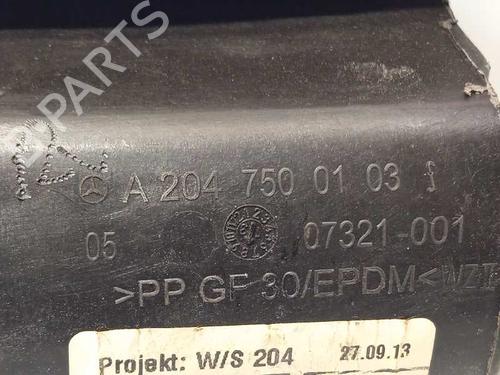 B-PARTS
A 204 750 01 03
05 07321-001
>PP GF 30/EPDM<
Projekt: W/S 204 27.09.13